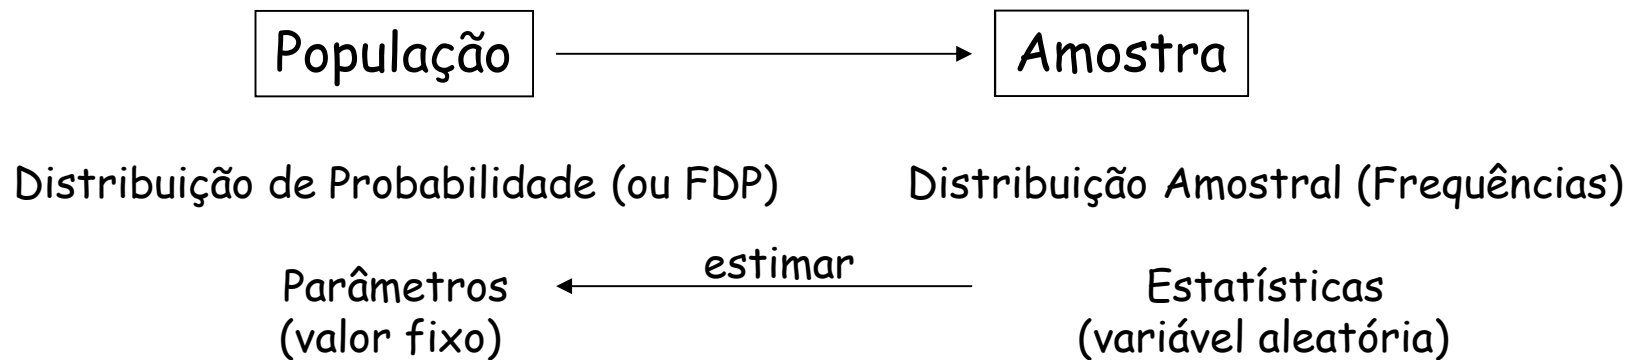 População
Amostra
Distribuição de Probabilidade (ou FDP)
Distribuição Amostral (Frequências)
estimar
Parâmetros
(valor fixo)
Estatísticas
(variável aleatória)